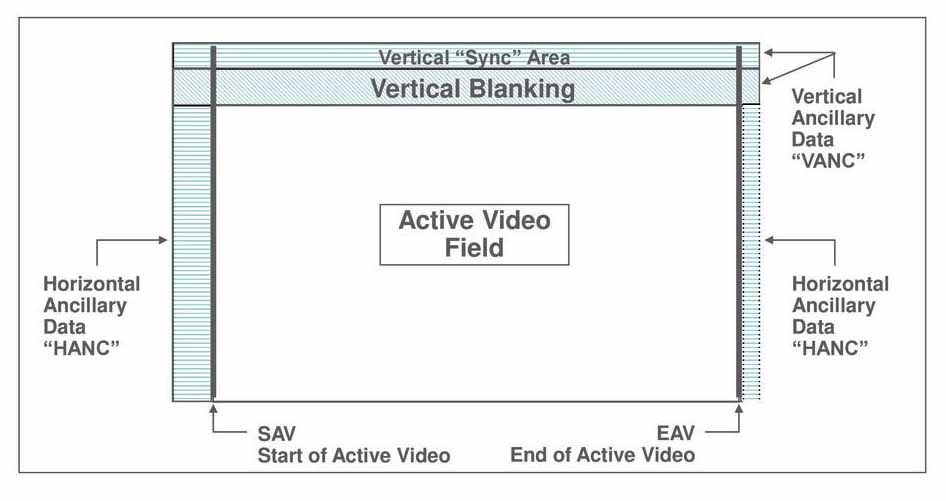 Vertical “Sync” Area
Vertical Blanking
Vertical
Ancillary
Data
“VANC”
Active Video
Field
Horizontal
Ancillary
Data
“HANC”
Horizontal
Ancillary
Data
“HANC”
SAV
Start of Active Video
EAV
End of Active Video